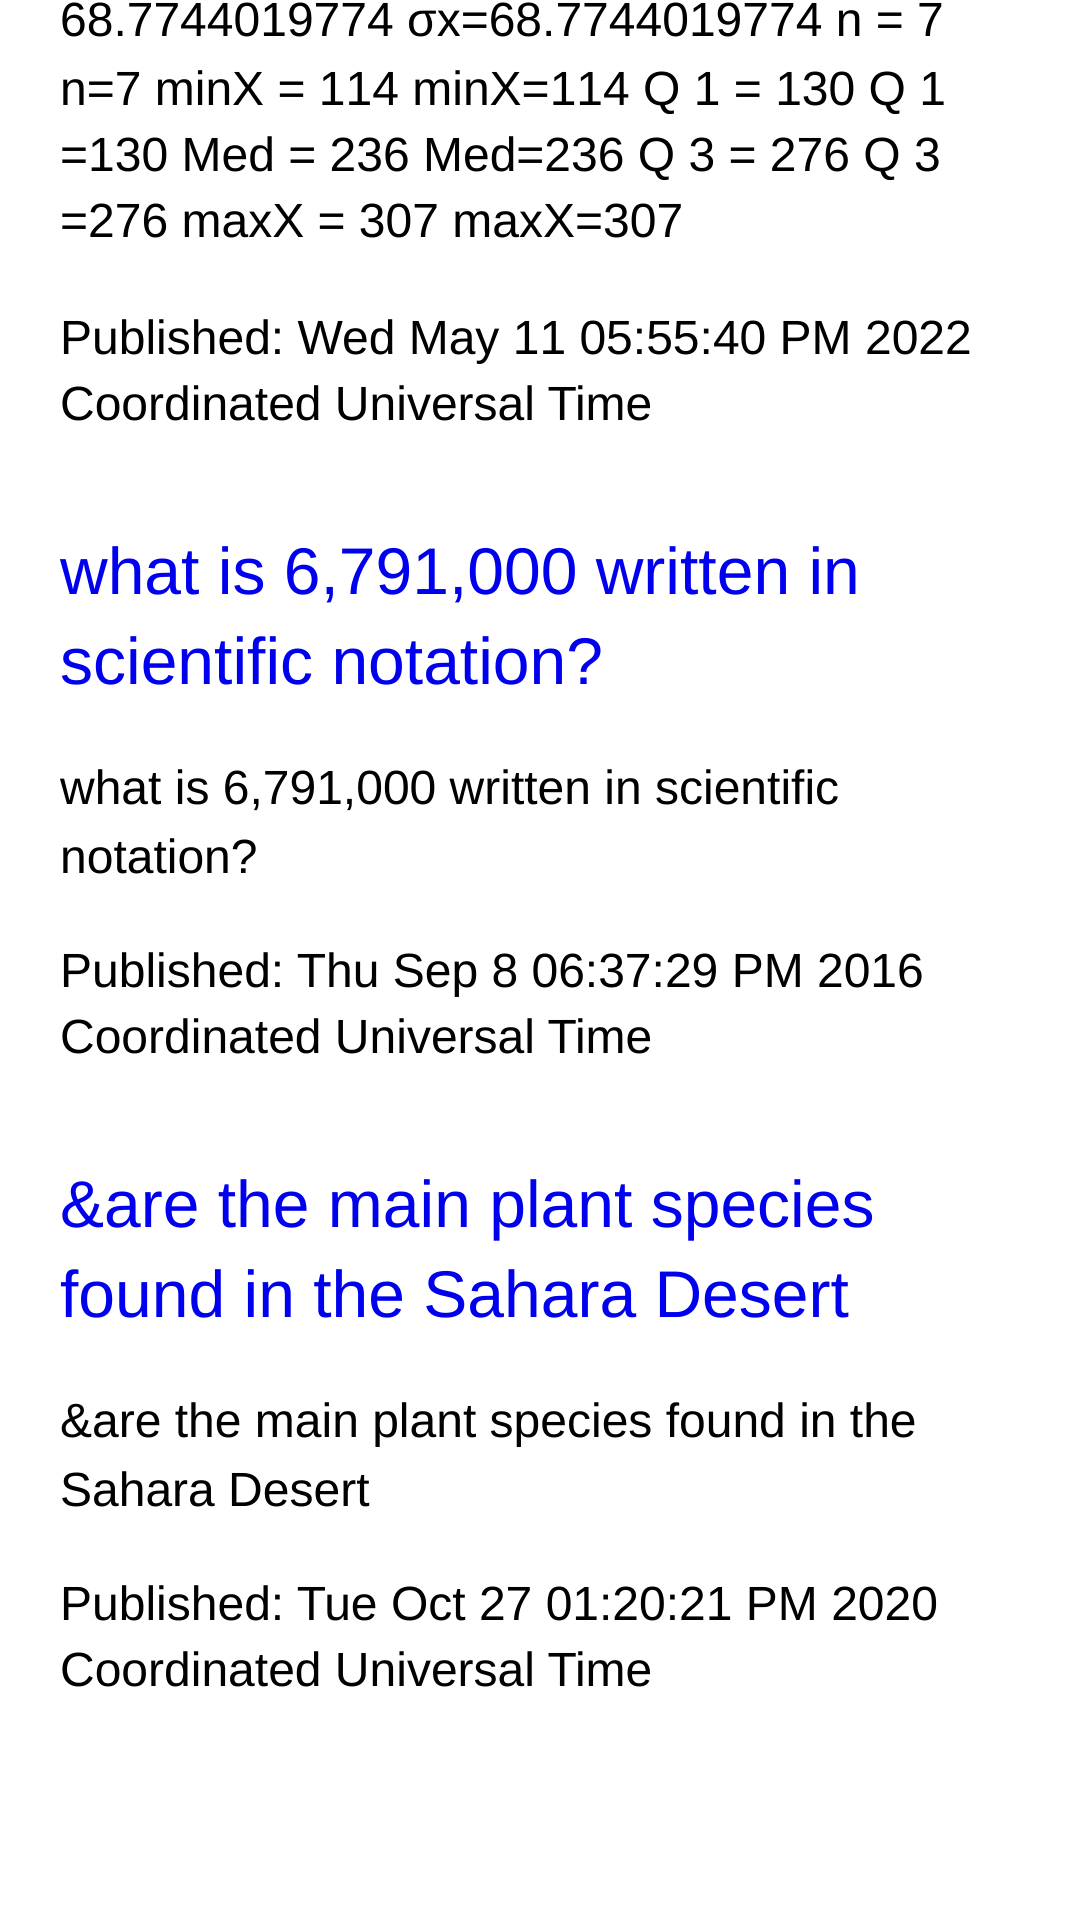 68.7744019774 σx=68.7744019774 n = 7
n=7 minX = 114 minX=114 Q 1 = 130 Q 1
=130 Med = 236 Med=236 Q 3 = 276 Q 3
=276 maxX = 307 maxX=307
Published: Wed May 11 05:55:40 PM 2022
Coordinated Universal Time
what is 6,791,000 written in
scientific notation?
what is 6,791,000 written in scientific
notation?
Published: Thu Sep 8 06:37:29 PM 2016
Coordinated Universal Time
&are the main plant species
found in the Sahara Desert
&are the main plant species found in the
Sahara Desert
Published: Tue Oct 27 01:20:21 PM 2020
Coordinated Universal Time